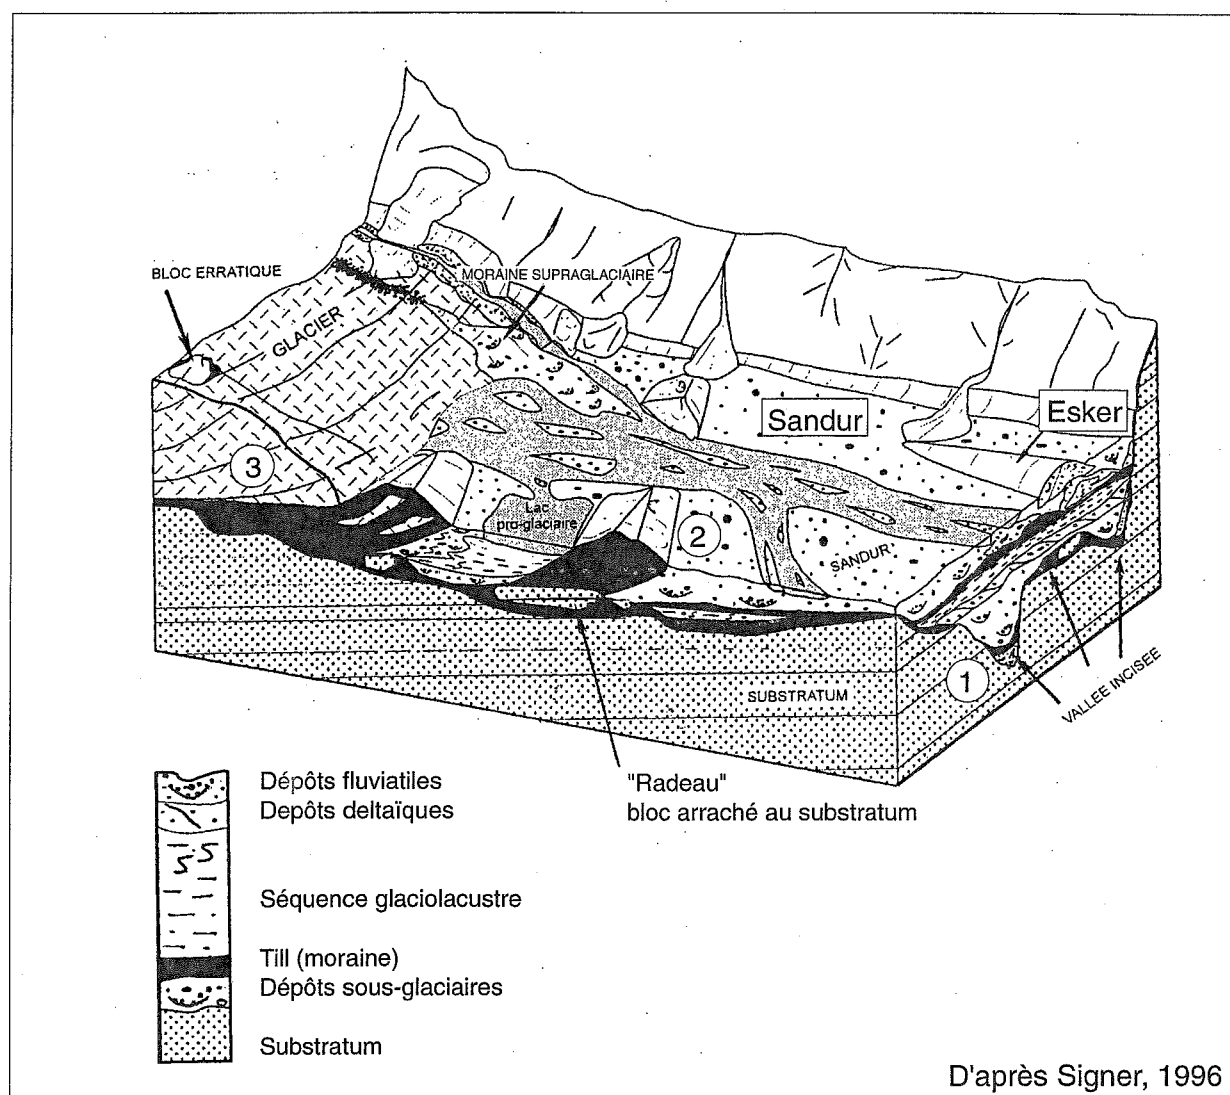 BLOC ERRATIQUE
MORAINE SUPRAGLACIAIRE
GLACIER
Sandur
Esker
3
Lac
pro-glaciaire
2
SANDUR
1
SUBSTRATUM
VALLEE INCISEE
"Radeau"
bloc arraché au substratum
Dépôts fluviatiles
Depôts deltaïques
Séquence glaciolacustre
Till (moraine)
Dépôts sous-glaciaires
Substratum
D'après Signer, 1996